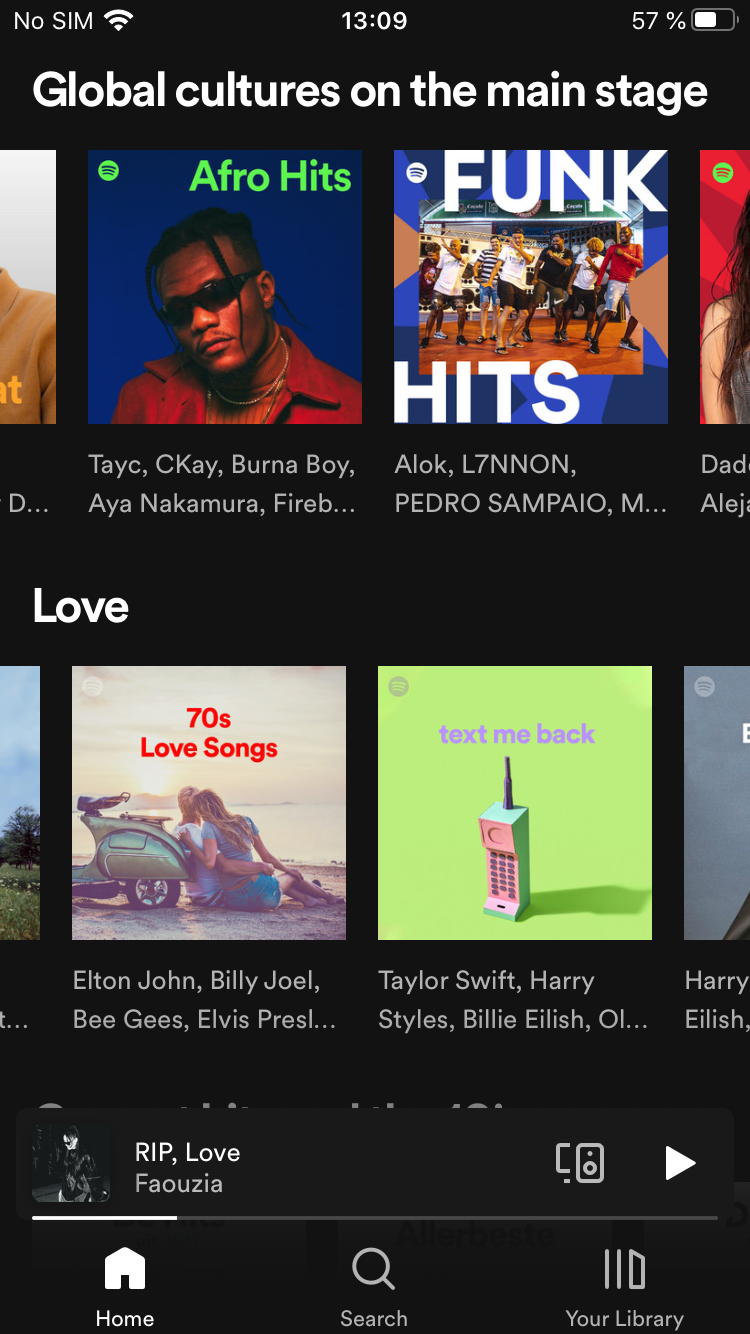 No SIM 13:09 57 %
Global cultures on the main stage
at
Afro Hits
FUNK
HITS
D...
Tayc, CKay, Burna Boy,
Aya Nakamura, Fireb...
Alok, L7NNON,
PEDRO SAMPAIO, M...
Love
70s
Love Songs
text me back
t...
Elton John, Billy Joel,
Bee Gees, Elvis Presl...
Taylor Swift, Harry
Styles, Billie Eilish, Ol...
Harry
Eilish,
RIP, Love
Faouzia
Allerbeste
Home
Search
Your Library